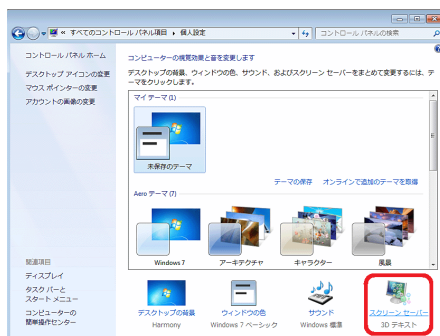 « すべてのコントロール パネル項目 ▸ 個人設定
コントロール パネルの検索
コントロール パネル ホーム
デスクトップ アイコンの変更
マウス ポインターの変更
アカウントの画像の変更
コンピューターの視覚効果と音を変更します
デスクトップの背景、ウィンドウの色、サウンド、およびスクリーン セーバーをまとめて変更するには、テ
ーマをクリックします。
マイ テーマ (1)
未保存のテーマ
テーマの保存 オンラインで追加のテーマを取得
Aero テーマ (7)
Windows 7 アーキテクチャ キャラクター 風景
関連項目
ディスプレイ
タスク バーと
スタート メニュー
コンピューターの
簡単操作センター
デスクトップの背景 ウィンドウの色 サウンド スクリーン セーバー
Harmony Windows 7 ベーシック Windows 標準 3D テキスト